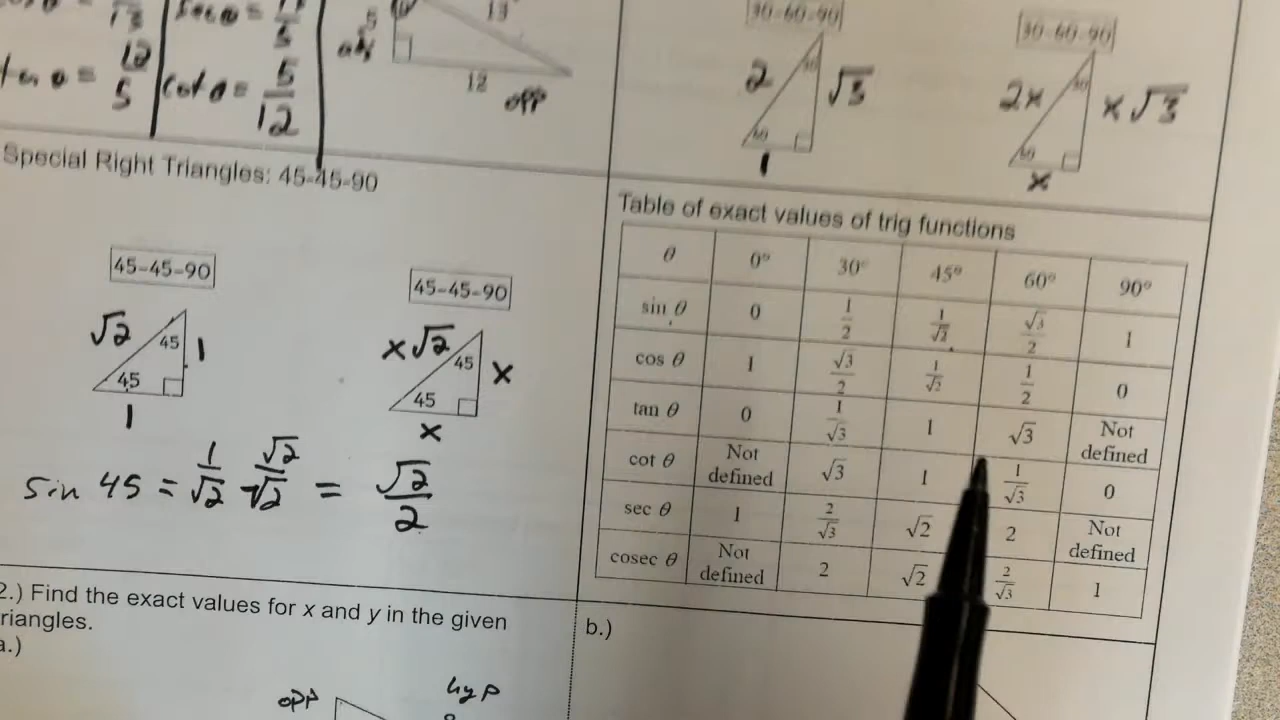 13
5
tan θ = 12/5
cot θ = 5/12
5
13
adj
12
opp
30-60-90
2
30
√3
60
1
30-60-90
2x
30
x√3
60
x
Special Right Triangles: 45-45-90
45-45-90
√2
45
1
45
1
45-45-90
x√2
45
x
45
x
sin 45 = 1/√2 · √2/√2 = √2/2
Table of exact values of trig functions
θ 0° 30° 45° 60° 90°
sin θ 0 1/2 1/√2 √3/2 1
cos θ 1 √3/2 1/√2 1/2 0
tan θ 0 1/√3 1 √3 Not defined
cot θ Not defined √3 1 1/√3 0
sec θ 1 2/√3 √2 2 Not defined
cosec θ Not defined 2 √2 2/√3 1
2.) Find the exact values for x and y in the given
triangles.
a.)
opp
hyp
b.)